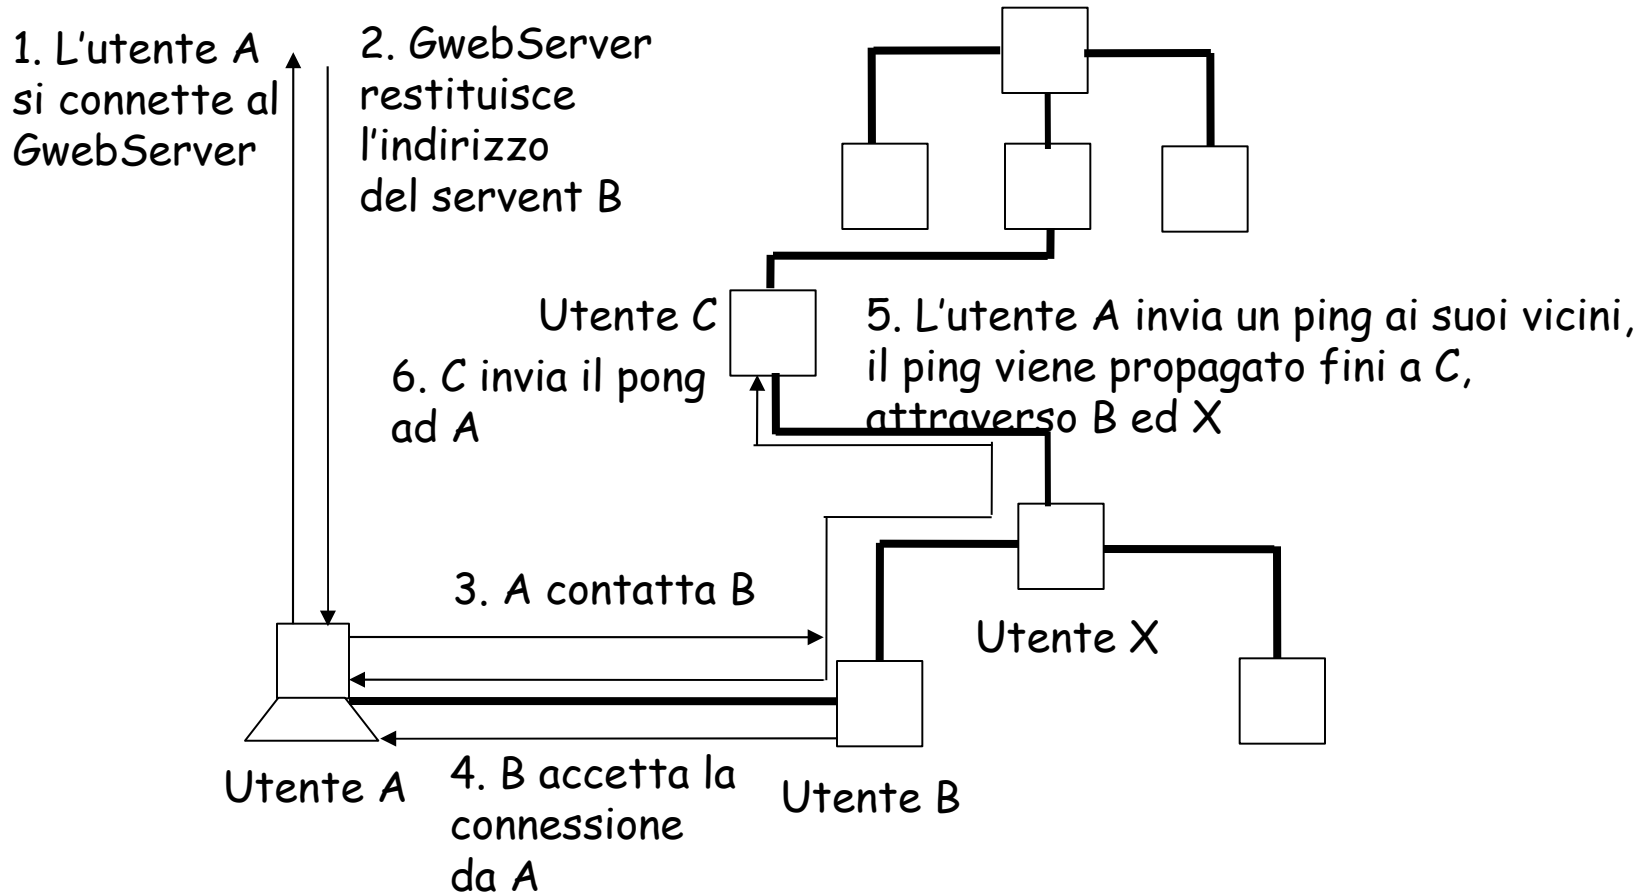 1. L'utente A
si connette al
GwebServer
2. GwebServer
restituisce
l'indirizzo
del servent B
Utente C
5. L'utente A invia un ping ai suoi vicini,
il ping viene propagato fini a C,
attraverso B ed X
6. C invia il pong
ad A
3. A contatta B
Utente X
Utente A
4. B accetta la
connessione
da A
Utente B